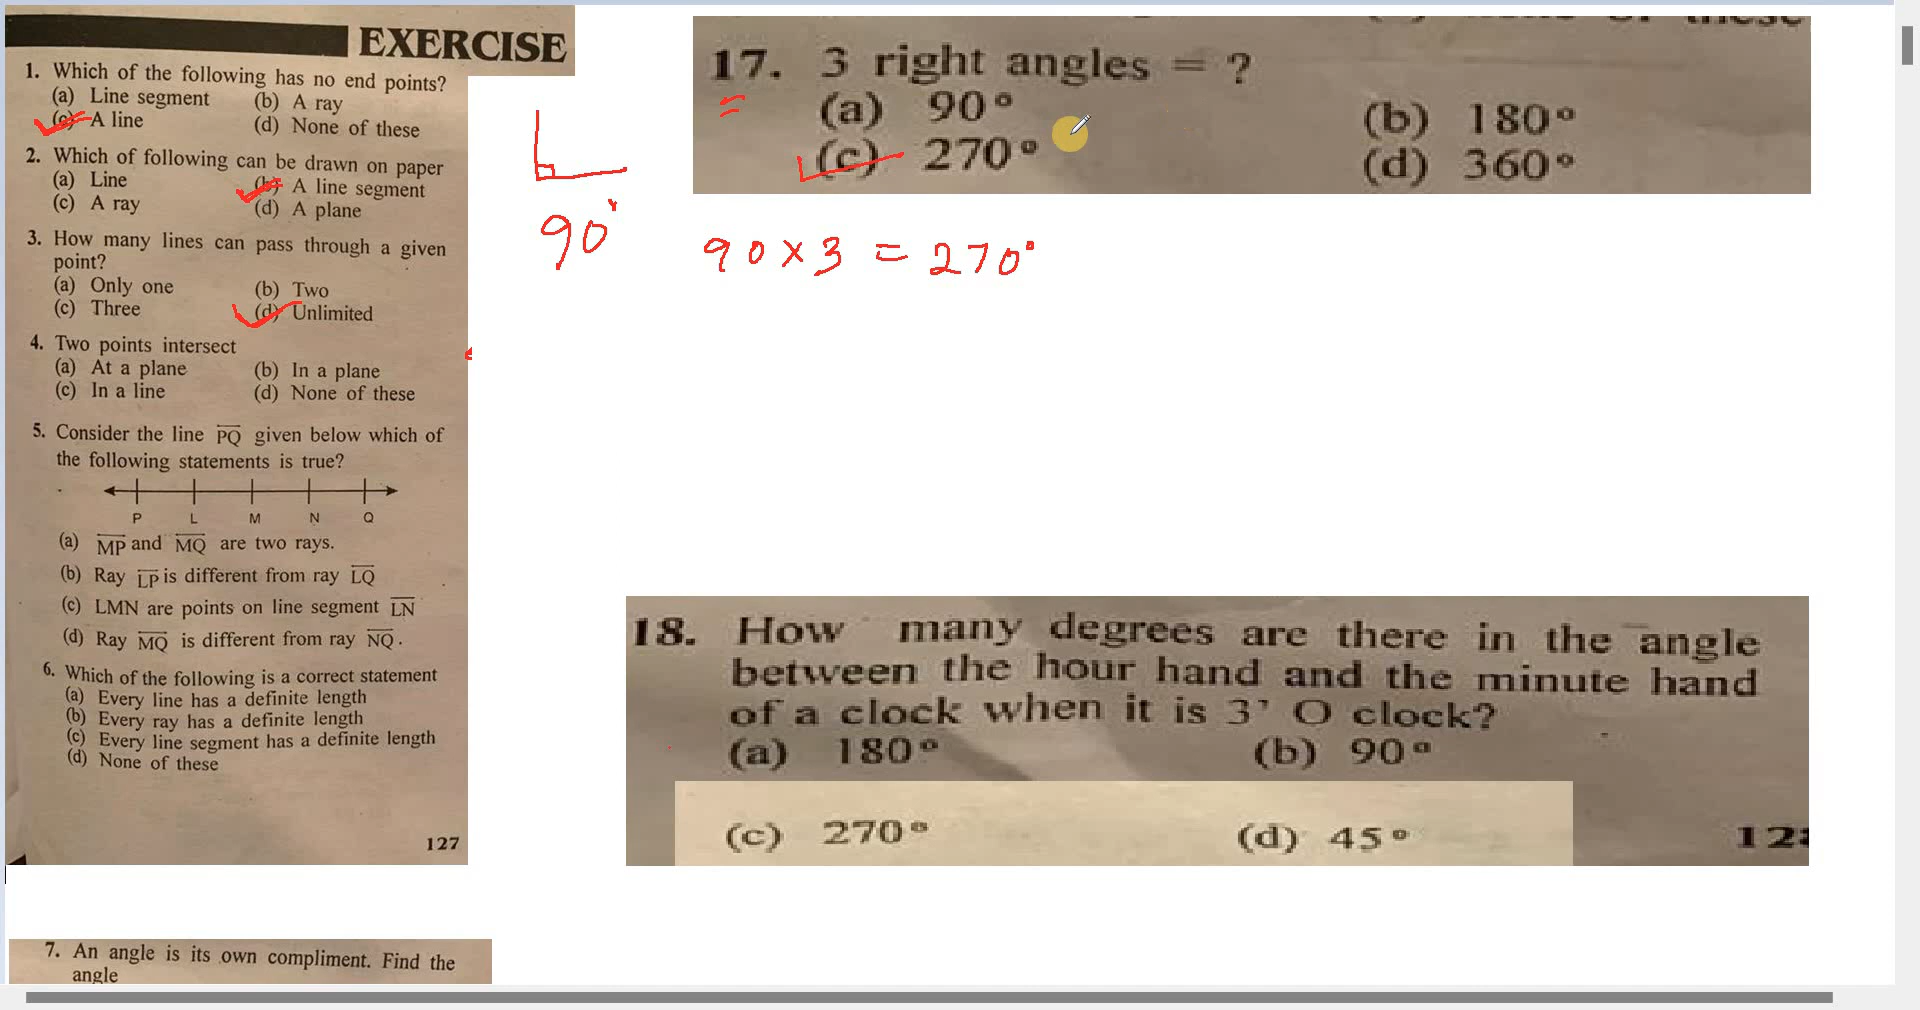 EXERCISE
1. Which of the following has no end points?
(a) Line segment (b) A ray
(c) A line (d) None of these
2. Which of following can be drawn on paper
(a) Line (b) A line segment
(c) A ray (d) A plane
3. How many lines can pass through a given
point?
(a) Only one (b) Two
(c) Three (d) Unlimited
4. Two points intersect
(a) At a plane (b) In a plane
(c) In a line (d) None of these
5. Consider the line PQ given below which of
the following statements is true?
P L M N Q
(a) MP and MQ are two rays.
(b) Ray LP is different from ray LQ
(c) LMN are points on line segment LN
(d) Ray MQ is different from ray NQ.
6. Which of the following is a correct statement
(a) Every line has a definite length
(b) Every ray has a definite length
(c) Every line segment has a definite length
(d) None of these
127
7. An angle is its own compliment. Find the
angle
90°
17. 3 right angles = ?
(a) 90° (b) 180°
(c) 270° (d) 360°
90 × 3 = 270°
18. How many degrees are there in the angle
between the hour hand and the minute hand
of a clock when it is 3' O clock?
(a) 180° (b) 90°
(c) 270° (d) 45°